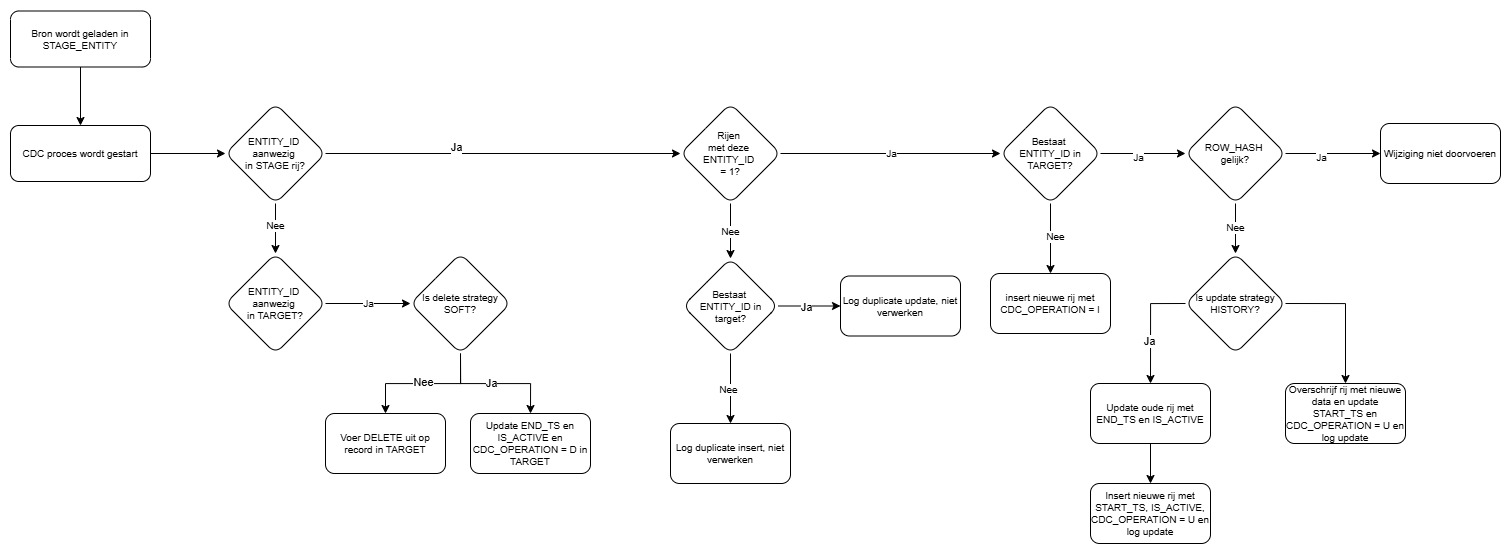 Bron wordt geladen in
STAGE_ENTITY
CDC proces wordt gestart
ENTITY_ID
aanwezig
in STAGE rij?
Ja
Rijen
met deze
ENTITY_ID
= 1?
Ja
Bestaat
ENTITY_ID in
TARGET?
Ja
ROW_HASH
gelijk?
Ja
Wijziging niet doorvoeren
Nee
Nee
Nee
Nee
ENTITY_ID
aanwezig
in TARGET?
Ja
Is delete strategy
SOFT?
Bestaat
ENTITY_ID in
target?
Ja
Log duplicate update, niet
verwerken
insert nieuwe rij met
CDC_OPERATION = I
Is update strategy
HISTORY?
Ja
Nee
Ja
Nee
Voer DELETE uit op
record in TARGET
Update END_TS en
IS_ACTIVE en
CDC_OPERATION = D in
TARGET
Log duplicate insert, niet
verwerken
Update oude rij met
END_TS en IS_ACTIVE
Overschrijf rij met nieuwe
data en update
START_TS en
CDC_OPERATION = U en
log update
Insert nieuwe rij met
START_TS, IS_ACTIVE,
CDC_OPERATION = U en
log update